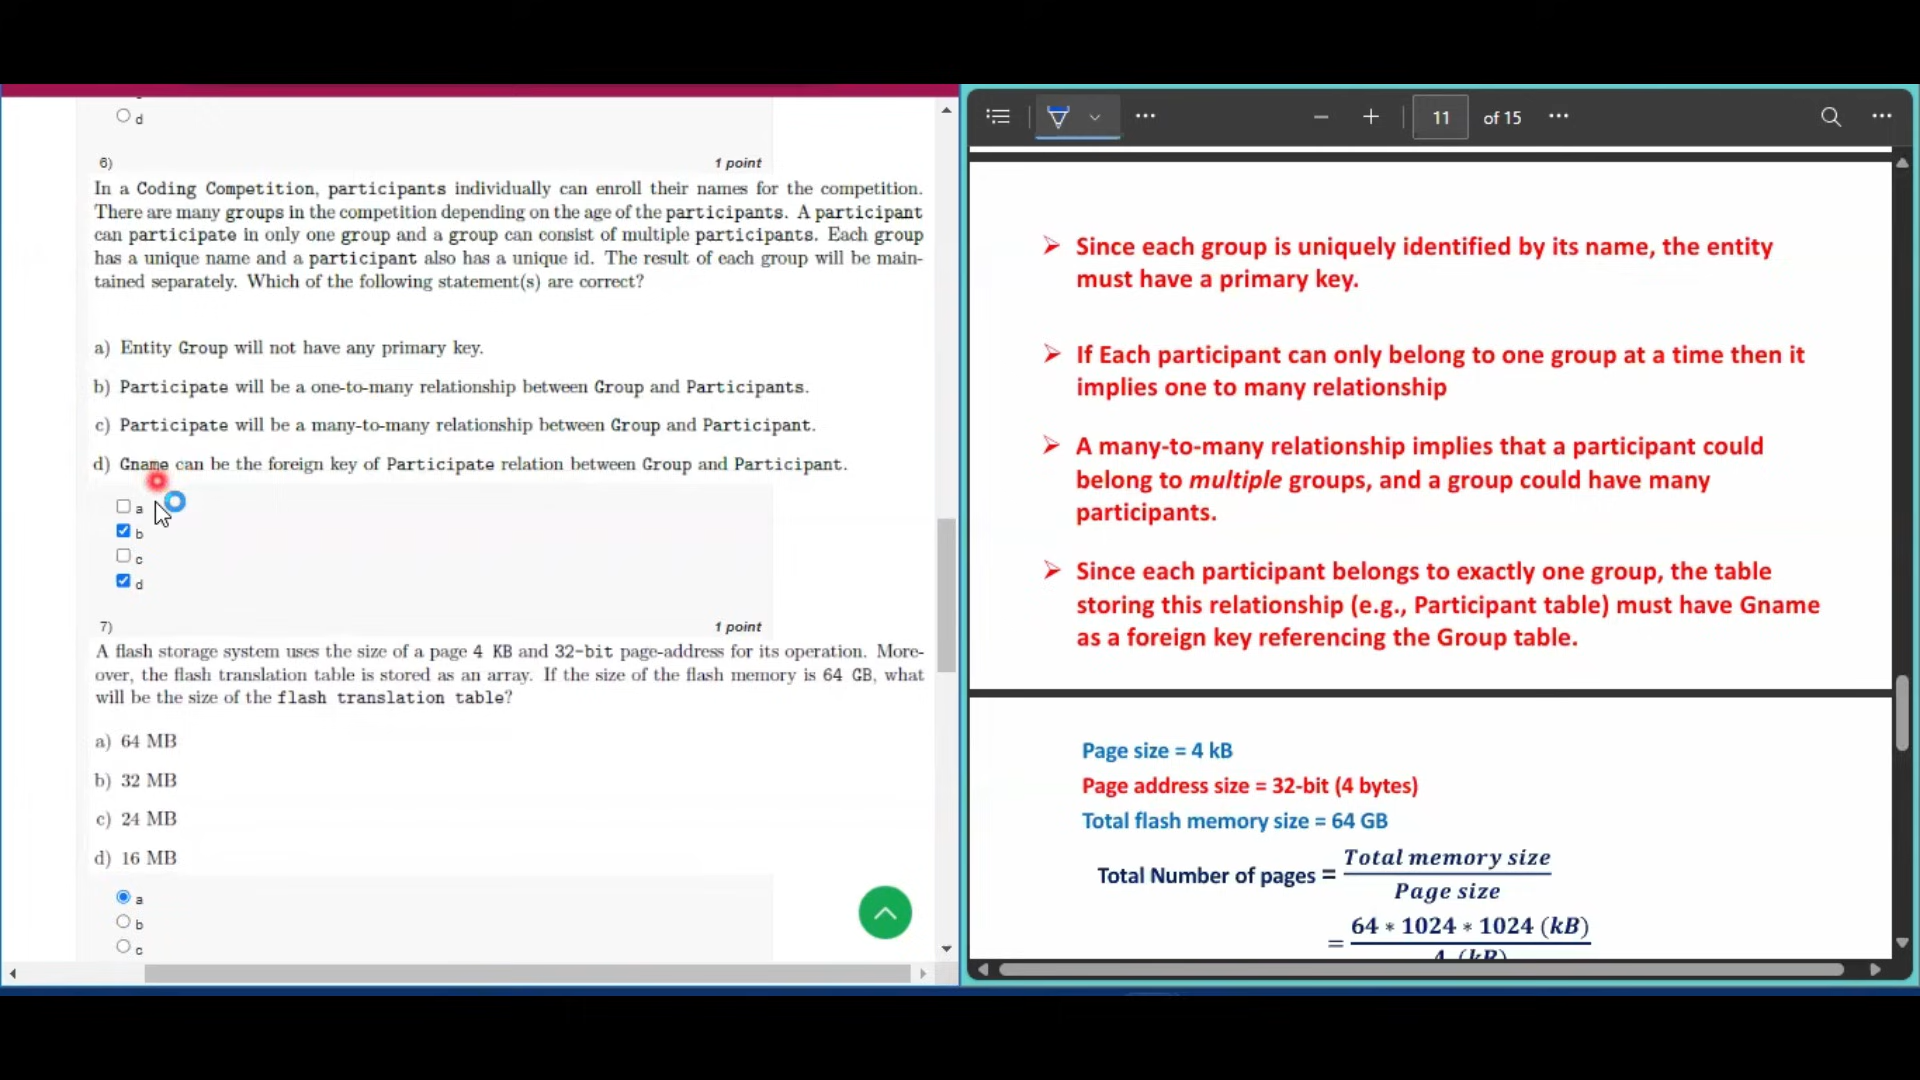 d
6)
1 point
In a Coding Competition, participants individually can enroll their names for the competition.
There are many groups in the competition depending on the age of the participants. A participant
can participate in only one group and a group can consist of multiple participants. Each group
has a unique name and a participant also has a unique id. The result of each group will be main-
tained separately. Which of the following statement(s) are correct?
a) Entity Group will not have any primary key.
b) Participate will be a one-to-many relationship between Group and Participants.
c) Participate will be a many-to-many relationship between Group and Participant.
d) Gname can be the foreign key of Participate relation between Group and Participant.
a
b
c
d
7)
1 point
A flash storage system uses the size of a page 4 KB and 32-bit page-address for its operation. More-
over, the flash translation table is stored as an array. If the size of the flash memory is 64 GB, what
will be the size of the flash translation table?
a) 64 MB
b) 32 MB
c) 24 MB
d) 16 MB
a
b
c
11 of 15
➢ Since each group is uniquely identified by its name, the entity
must have a primary key.
➢ If Each participant can only belong to one group at a time then it
implies one to many relationship
➢ A many-to-many relationship implies that a participant could
belong to multiple groups, and a group could have many
participants.
➢ Since each participant belongs to exactly one group, the table
storing this relationship (e.g., Participant table) must have Gname
as a foreign key referencing the Group table.
Page size = 4 kB
Page address size = 32-bit (4 bytes)
Total flash memory size = 64 GB
Total Number of pages = Total memory size
Page size
= 64 * 1024 * 1024 (kB)
4 (kB)